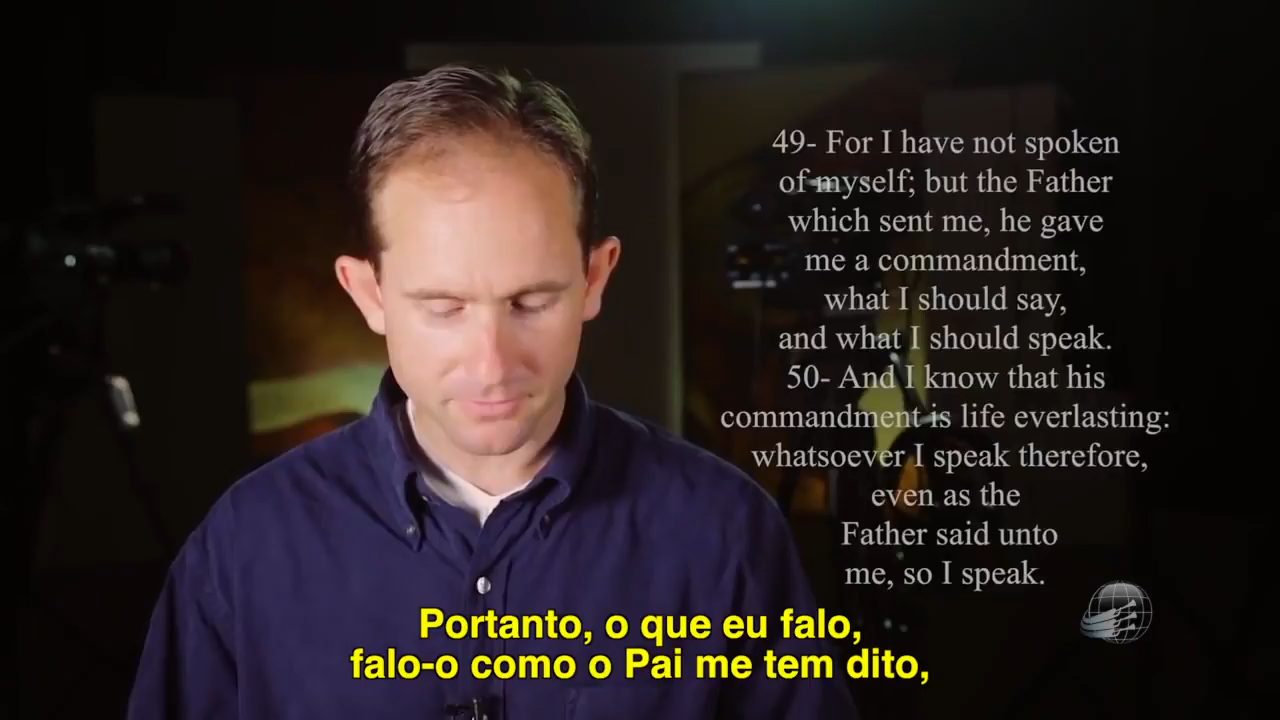 49- For I have not spoken
of myself; but the Father
which sent me, he gave
me a commandment,
what I should say,
and what I should speak.
50- And I know that his
commandment is life everlasting:
whatsoever I speak therefore,
even as the
Father said unto
me, so I speak.
Portanto, o que eu falo,
falo-o como o Pai me tem dito,